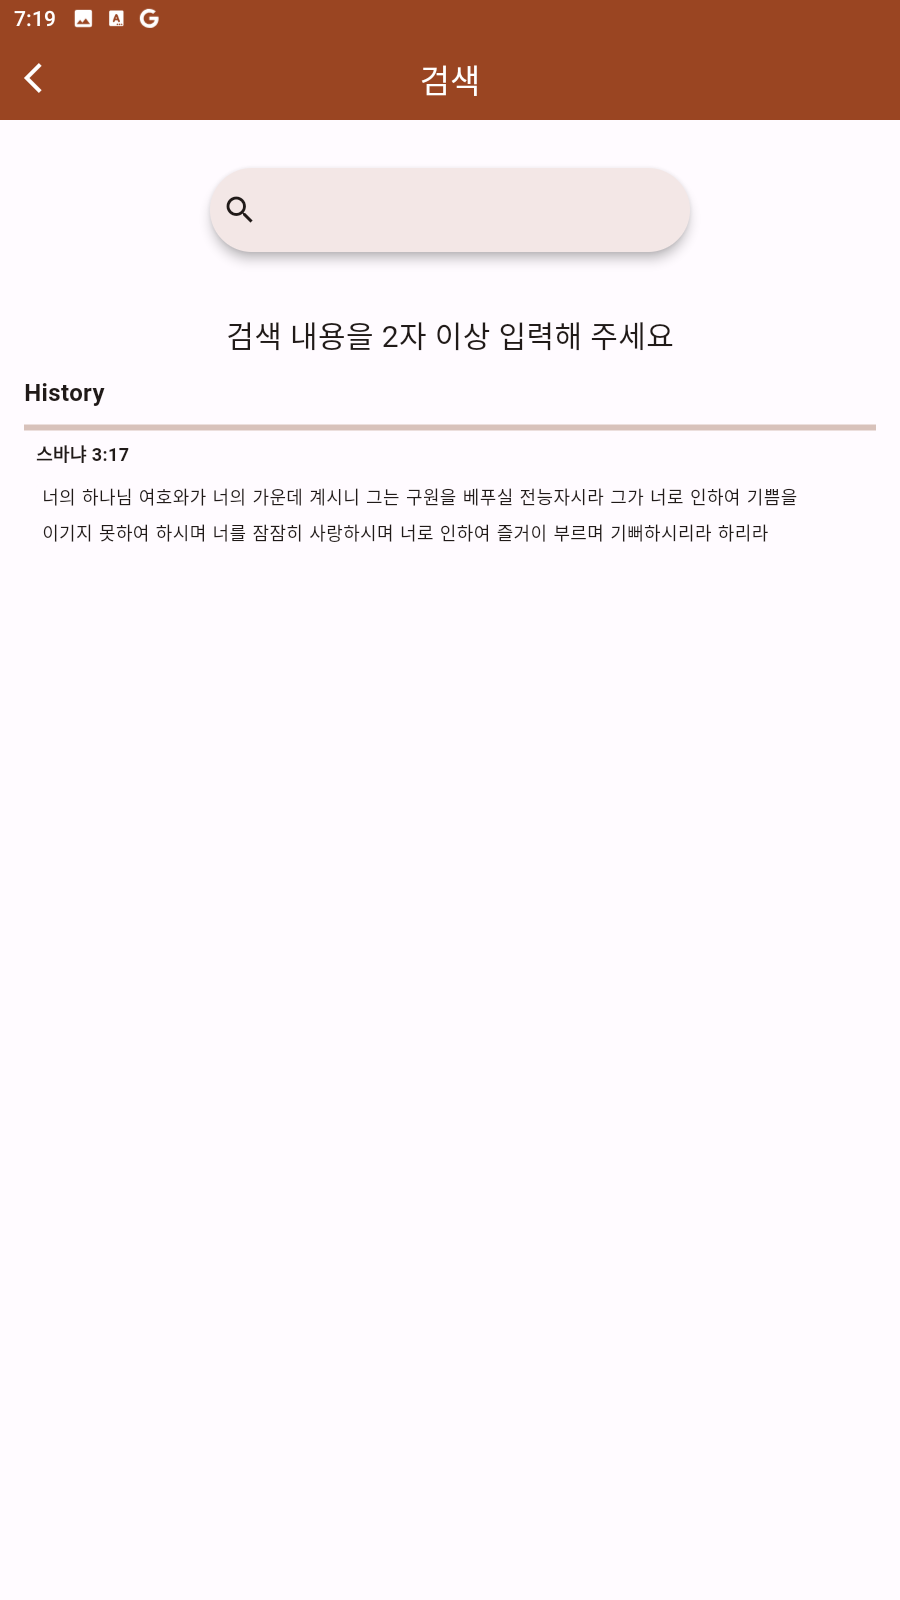 7:19
검색
검색 내용을 2자 이상 입력해 주세요
History
스바냐 3:17
너의 하나님 여호와가 너의 가운데 계시니 그는 구원을 베푸실 전능자시라 그가 너로 인하여 기쁨을
이기지 못하여 하시며 너를 잠잠히 사랑하시며 너로 인하여 즐거이 부르며 기뻐하시리라 하리라